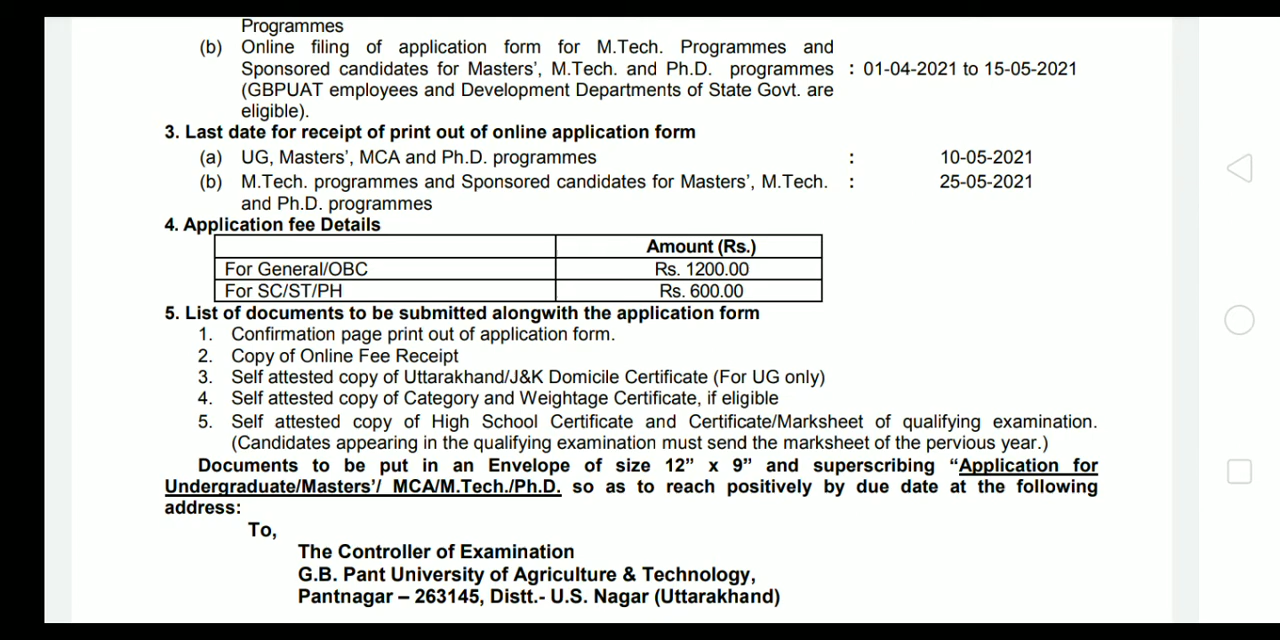 Programmes
(b) Online filing of application form for M.Tech. Programmes and
Sponsored candidates for Masters’, M.Tech. and Ph.D. programmes : 01-04-2021 to 15-05-2021
(GBPUAT employees and Development Departments of State Govt. are
eligible).
3. Last date for receipt of print out of online application form
(a) UG, Masters’, MCA and Ph.D. programmes : 10-05-2021
(b) M.Tech. programmes and Sponsored candidates for Masters’, M.Tech. : 25-05-2021
and Ph.D. programmes
4. Application fee Details
Amount (Rs.)
For General/OBC Rs. 1200.00
For SC/ST/PH Rs. 600.00
5. List of documents to be submitted alongwith the application form
1. Confirmation page print out of application form.
2. Copy of Online Fee Receipt
3. Self attested copy of Uttarakhand/J&K Domicile Certificate (For UG only)
4. Self attested copy of Category and Weightage Certificate, if eligible
5. Self attested copy of High School Certificate and Certificate/Marksheet of qualifying examination.
(Candidates appearing in the qualifying examination must send the marksheet of the pervious year.)
Documents to be put in an Envelope of size 12” x 9” and superscribing “Application for
Undergraduate/Masters’/ MCA/M.Tech./Ph.D. so as to reach positively by due date at the following
address:
To,
The Controller of Examination
G.B. Pant University of Agriculture & Technology,
Pantnagar – 263145, Distt.- U.S. Nagar (Uttarakhand)